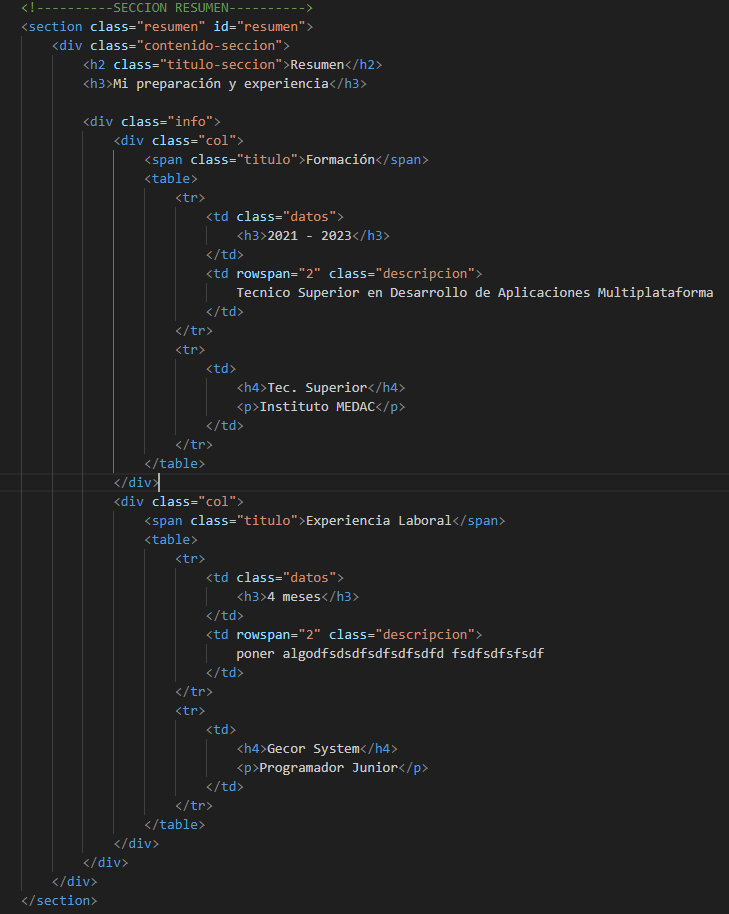 <!----------SECCION RESUMEN---------->
<section class="resumen" id="resumen">
    <div class="contenido-seccion">
        <h2 class="titulo-seccion">Resumen</h2>
        <h3>Mi preparación y experiencia</h3>

        <div class="info">
            <div class="col">
                <span class="titulo">Formación</span>
                <table>
                    <tr>
                        <td class="datos">
                            <h3>2021 - 2023</h3>
                        </td>
                        <td rowspan="2" class="descripcion">
                            Tecnico Superior en Desarrollo de Aplicaciones Multiplataforma
                        </td>
                    </tr>
                    <tr>
                        <td>
                            <h4>Tec. Superior</h4>
                            <p>Instituto MEDAC</p>
                        </td>
                    </tr>
                </table>
            </div>
            <div class="col">
                <span class="titulo">Experiencia Laboral</span>
                <table>
                    <tr>
                        <td class="datos">
                            <h3>4 meses</h3>
                        </td>
                        <td rowspan="2" class="descripcion">
                            poner algodfsdsdfsdfsdfsdfd fsdfsdfsfsdf
                        </td>
                    </tr>
                    <tr>
                        <td>
                            <h4>Gecor System</h4>
                            <p>Programador Junior</p>
                        </td>
                    </tr>
                </table>
            </div>
        </div>
    </div>
</section>